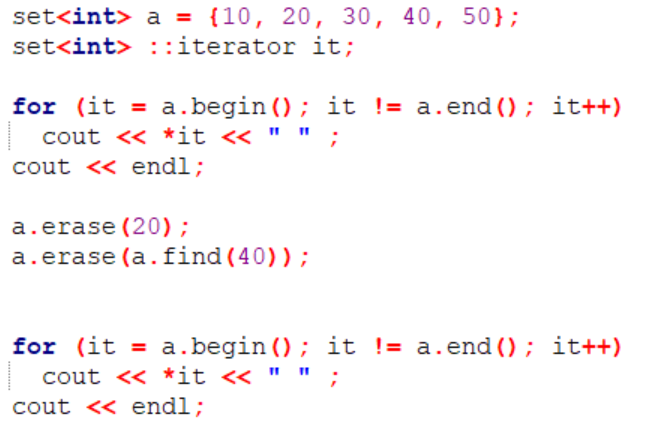 set<int> a = {10, 20, 30, 40, 50};
set<int> ::iterator it;
for (it = a.begin(); it != a.end(); it++)
cout << *it << " " ;
cout << endl;
a.erase(20);
a.erase(a.find(40));
for (it = a.begin(); it != a.end(); it++)
cout << *it << " " ;
cout << endl;